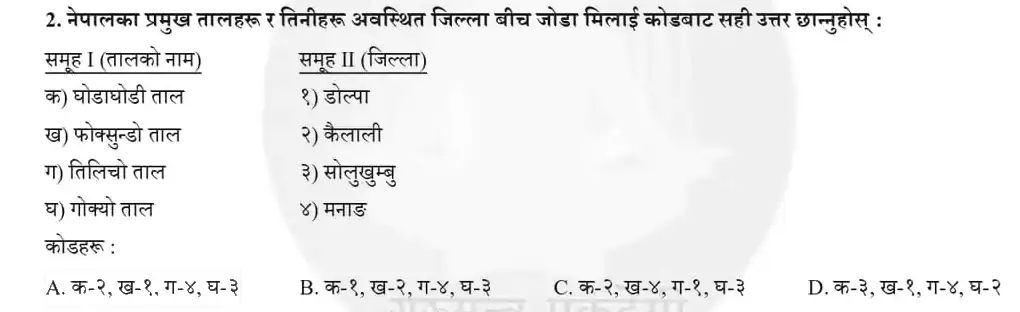 2. नेपालका प्रमुख तालहरू र तिनीहरू अवस्थित जिल्ला बीच जोडा मिलाई कोडबाट सही उत्तर छान्नुहोस् :
समूह I (तालको नाम) समूह II (जिल्ला)
क) घोडाघोडी ताल १) डोल्पा
ख) फोक्सुन्डो ताल २) कैलाली
ग) तिलिचो ताल ३) सोलुखुम्बु
घ) गोक्यो ताल ४) मनाङ
कोडहरू :
A. क-२, ख-१, ग-४, घ-३ B. क-१, ख-२, ग-४, घ-३ C. क-२, ख-४, ग-१, घ-३ D. क-३, ख-१, ग-४, घ-२